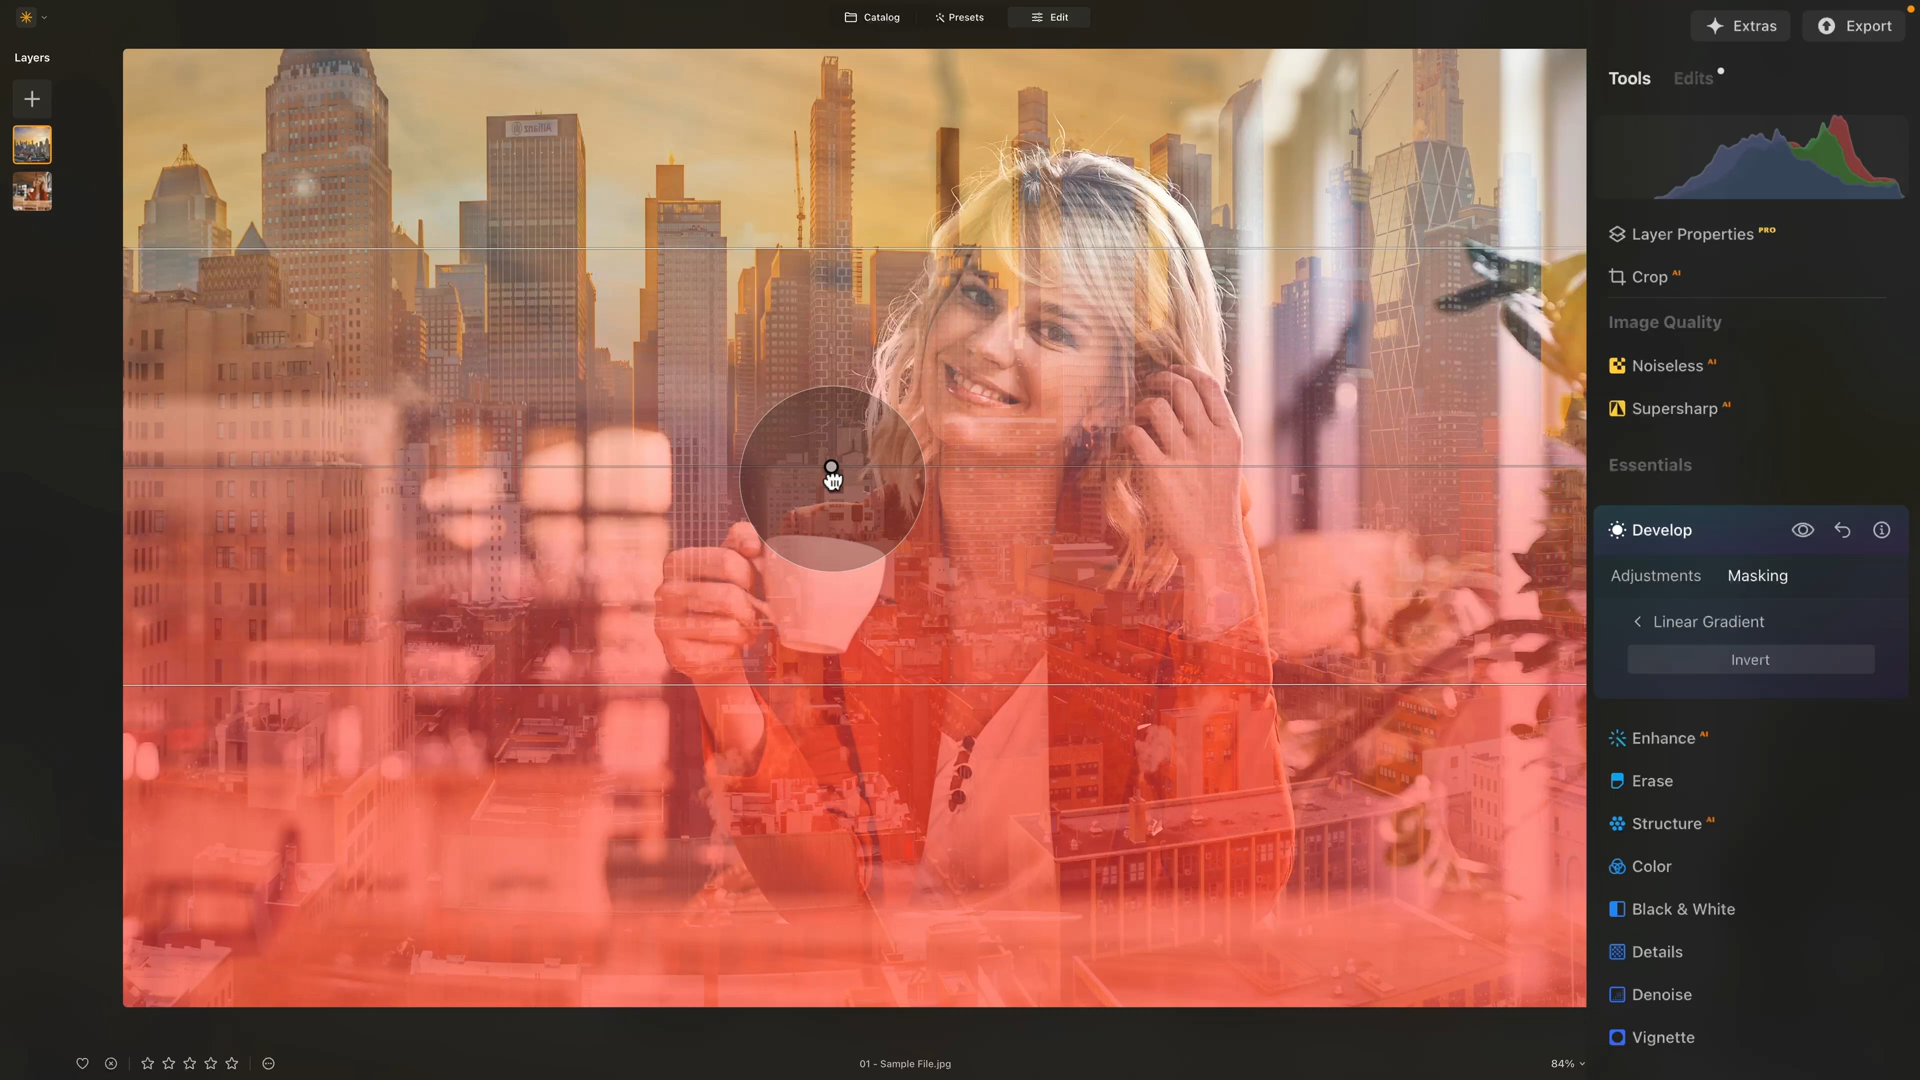 Catalog
Presets
Edit
Extras
Export
Layers
Tools
Edits
Allianz
Layer Properties PRO
Crop AI
Image Quality
Noiseless AI
Supersharp AI
Essentials
Develop
Adjustments
Masking
Linear Gradient
Invert
Enhance AI
Erase
Structure AI
Color
Black & White
Details
Denoise
Vignette
01 - Sample File.jpg
84%